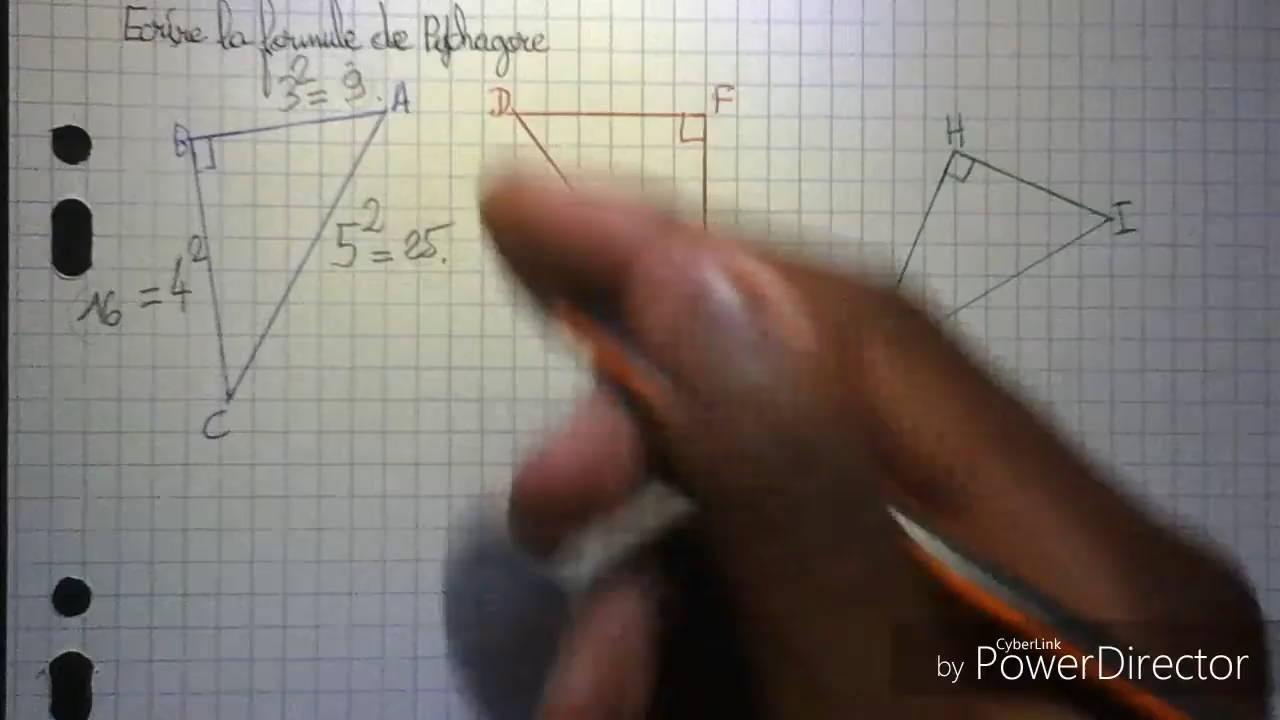 Ecrire la formule de Pythagore
3² = 9.
A
B
D
F
H
I
5² = 25.
16 = 4²
C
CyberLink
by PowerDirector